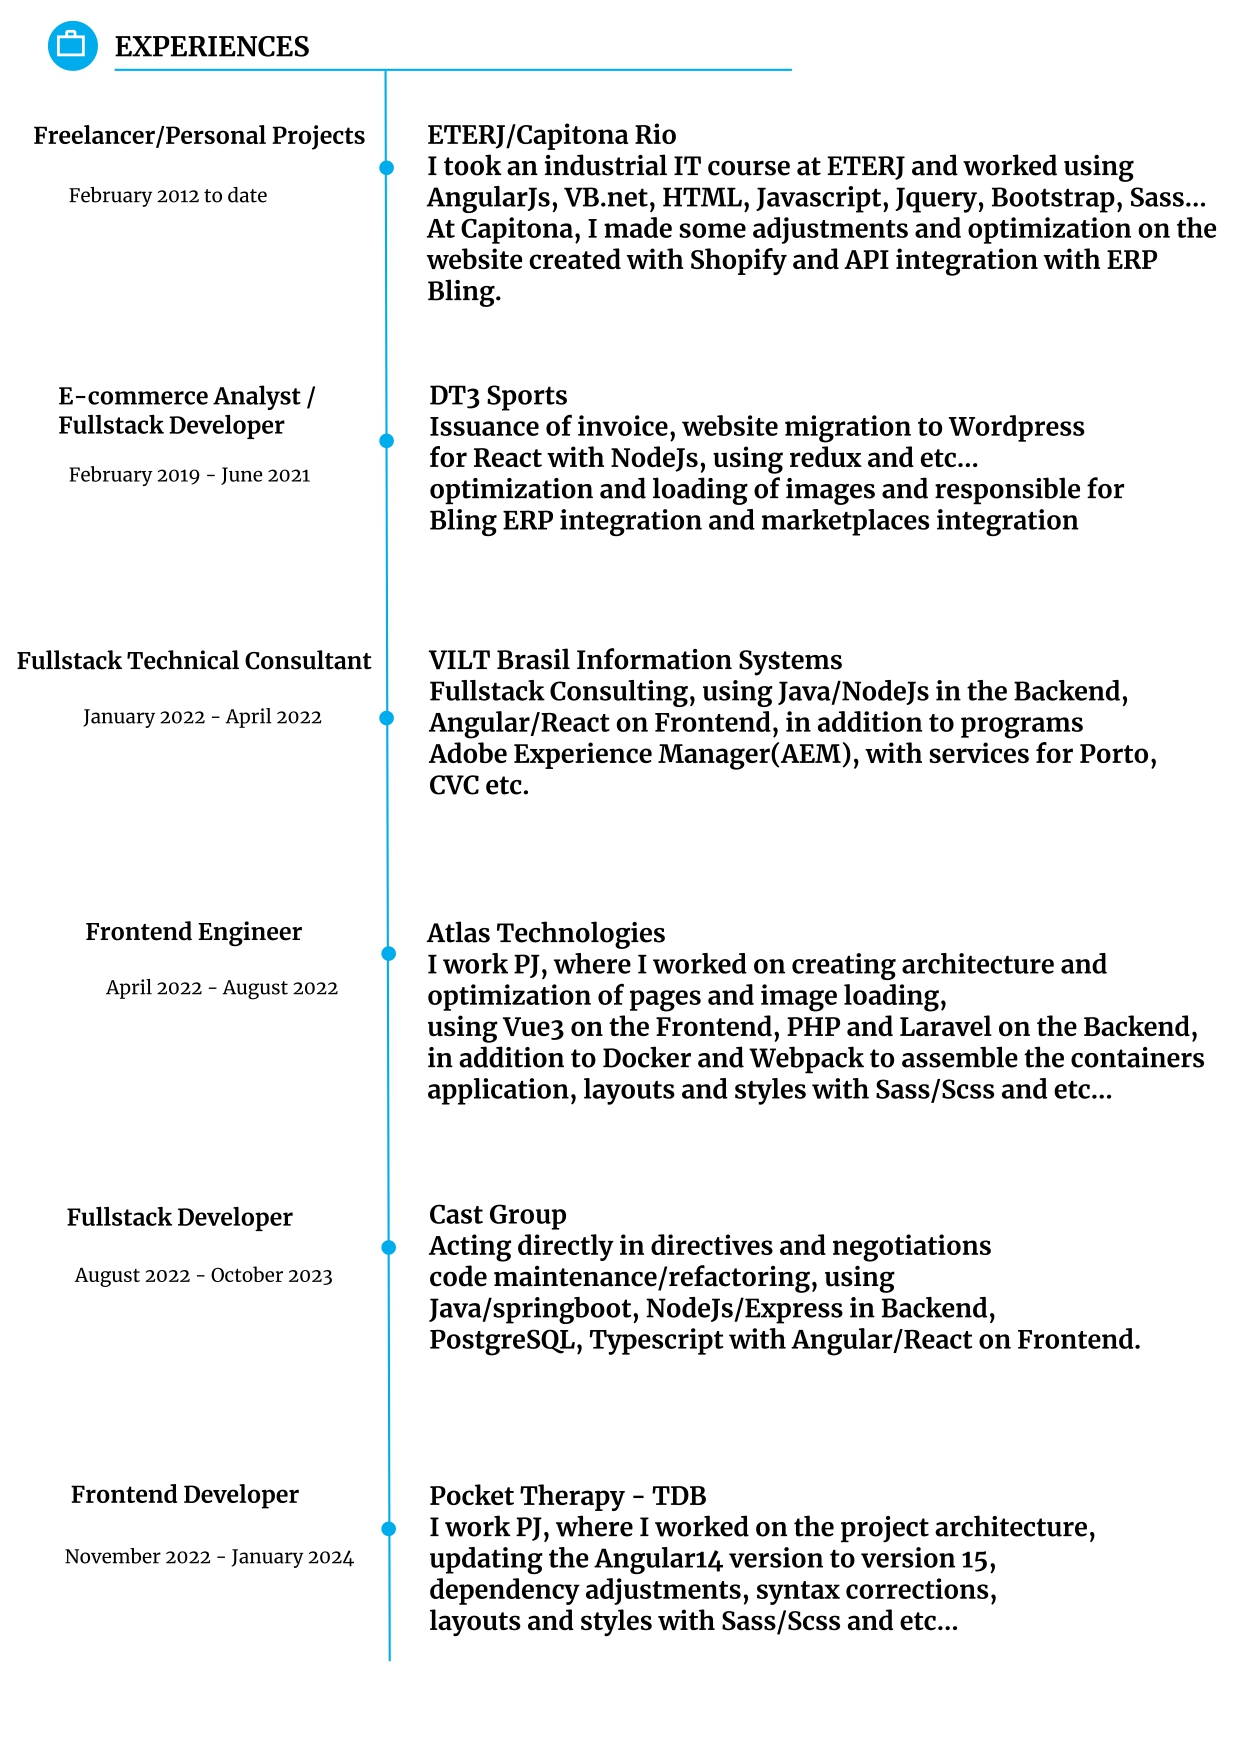 EXPERIENCES
Freelancer/Personal Projects
February 2012 to date
ETERJ/Capitona Rio
I took an industrial IT course at ETERJ and worked using
AngularJs, VB.net, HTML, Javascript, Jquery, Bootstrap, Sass...
At Capitona, I made some adjustments and optimization on the
website created with Shopify and API integration with ERP
Bling.
E-commerce Analyst /
Fullstack Developer
February 2019 - June 2021
DT3 Sports
Issuance of invoice, website migration to Wordpress
for React with NodeJs, using redux and etc...
optimization and loading of images and responsible for
Bling ERP integration and marketplaces integration
Fullstack Technical Consultant
January 2022 - April 2022
VILT Brasil Information Systems
Fullstack Consulting, using Java/NodeJs in the Backend,
Angular/React on Frontend, in addition to programs
Adobe Experience Manager(AEM), with services for Porto,
CVC etc.
Frontend Engineer
April 2022 - August 2022
Atlas Technologies
I work PJ, where I worked on creating architecture and
optimization of pages and image loading,
using Vue3 on the Frontend, PHP and Laravel on the Backend,
in addition to Docker and Webpack to assemble the containers
application, layouts and styles with Sass/Scss and etc...
Fullstack Developer
August 2022 - October 2023
Cast Group
Acting directly in directives and negotiations
code maintenance/refactoring, using
Java/springboot, NodeJs/Express in Backend,
PostgreSQL, Typescript with Angular/React on Frontend.
Frontend Developer
November 2022 - January 2024
Pocket Therapy - TDB
I work PJ, where I worked on the project architecture,
updating the Angular14 version to version 15,
dependency adjustments, syntax corrections,
layouts and styles with Sass/Scss and etc...